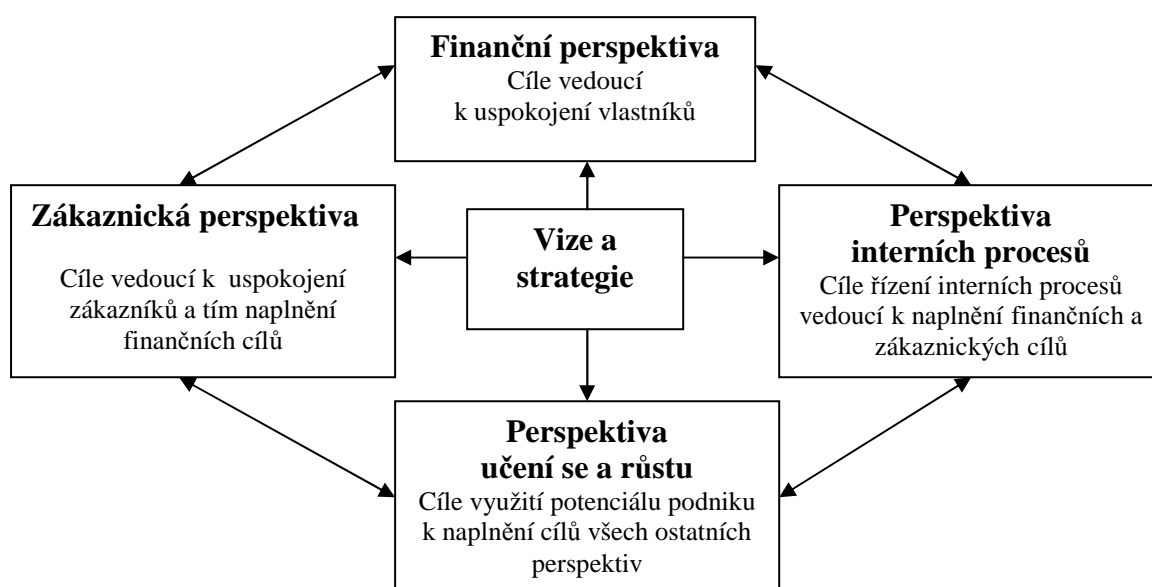 Finanční perspektiva
Cíle vedoucí
k uspokojení vlastníků
Zákaznická perspektiva
Cíle vedoucí k  uspokojení
zákazníků a tím naplnění
finančních cílů
Vize a
strategie
Perspektiva
interních procesů
Cíle řízení interních procesů
vedoucí k naplnění finančních a
zákaznických cílů
Perspektiva
učení se a růstu
Cíle využití potenciálu podniku
k naplnění cílů všech ostatních
perspektiv